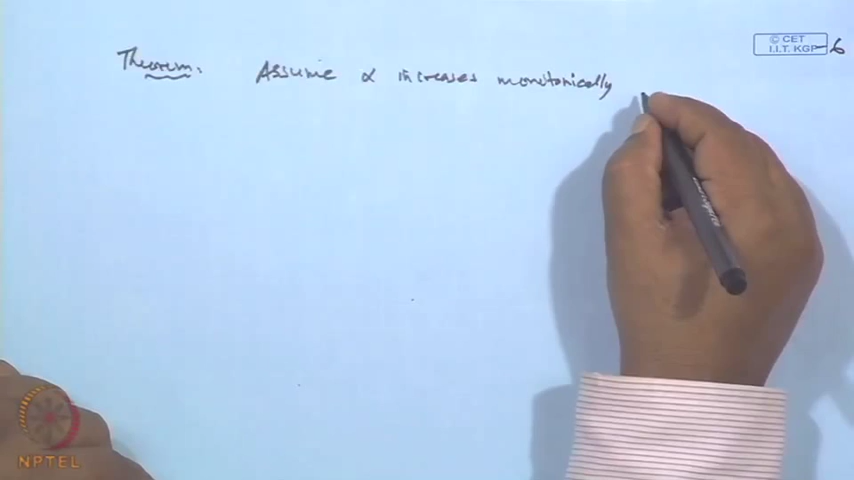 © CET
I.I.T. KGP
-6
Theorem. Assume α increases monotonically
NPTEL